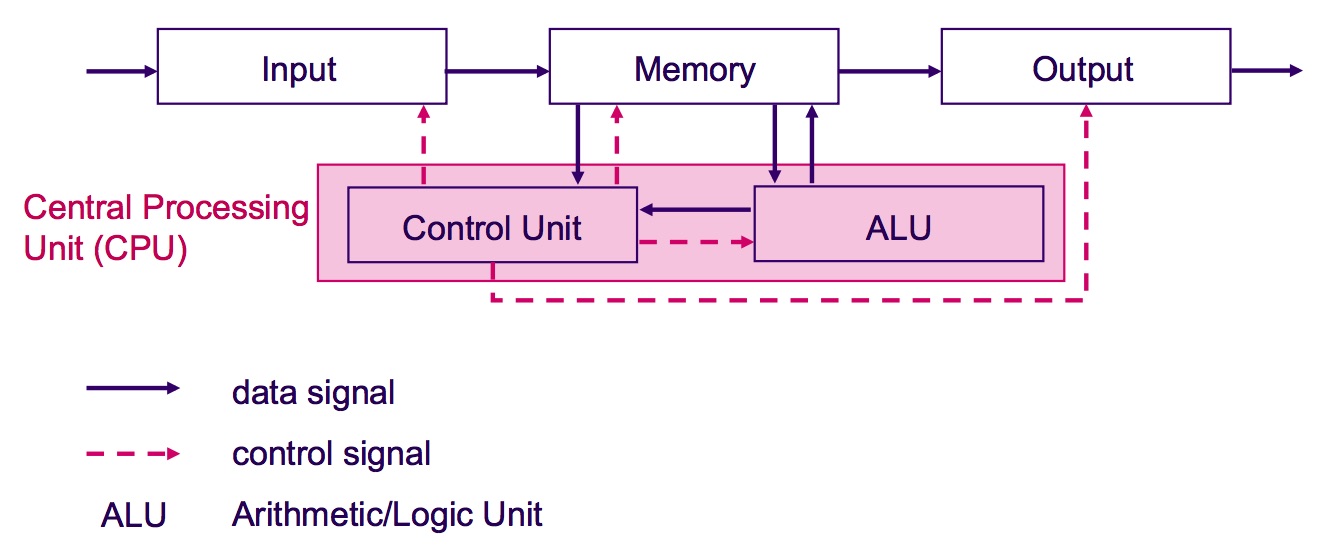 Input
Memory
Output
Central Processing
Unit (CPU)
Control Unit
ALU
data signal
control signal
ALU Arithmetic/Logic Unit